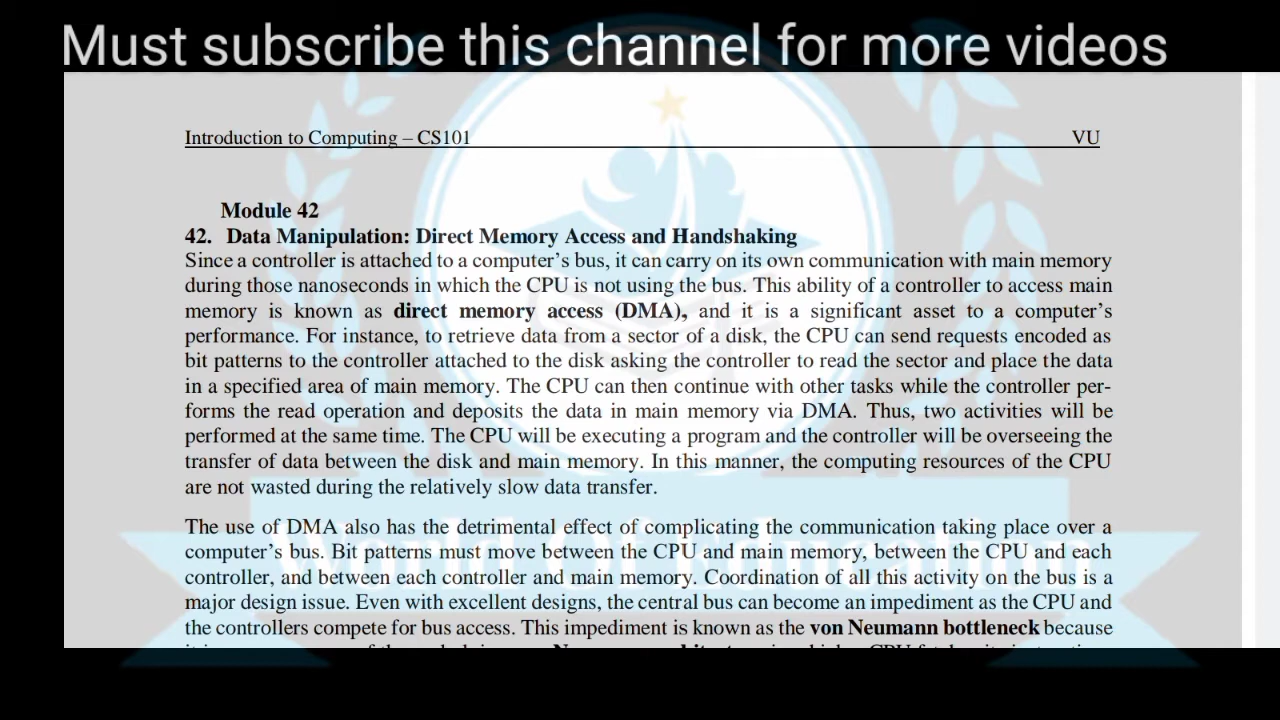 Must subscribe this channel for more videos
Introduction to Computing – CS101 VU
Module 42
42. Data Manipulation: Direct Memory Access and Handshaking
Since a controller is attached to a computer’s bus, it can carry on its own communication with main memory
during those nanoseconds in which the CPU is not using the bus. This ability of a controller to access main
memory is known as direct memory access (DMA), and it is a significant asset to a computer’s
performance. For instance, to retrieve data from a sector of a disk, the CPU can send requests encoded as
bit patterns to the controller attached to the disk asking the controller to read the sector and place the data
in a specified area of main memory. The CPU can then continue with other tasks while the controller per-
forms the read operation and deposits the data in main memory via DMA. Thus, two activities will be
performed at the same time. The CPU will be executing a program and the controller will be overseeing the
transfer of data between the disk and main memory. In this manner, the computing resources of the CPU
are not wasted during the relatively slow data transfer.
The use of DMA also has the detrimental effect of complicating the communication taking place over a
computer’s bus. Bit patterns must move between the CPU and main memory, between the CPU and each
controller, and between each controller and main memory. Coordination of all this activity on the bus is a
major design issue. Even with excellent designs, the central bus can become an impediment as the CPU and
the controllers compete for bus access. This impediment is known as the von Neumann bottleneck because
World Of Education